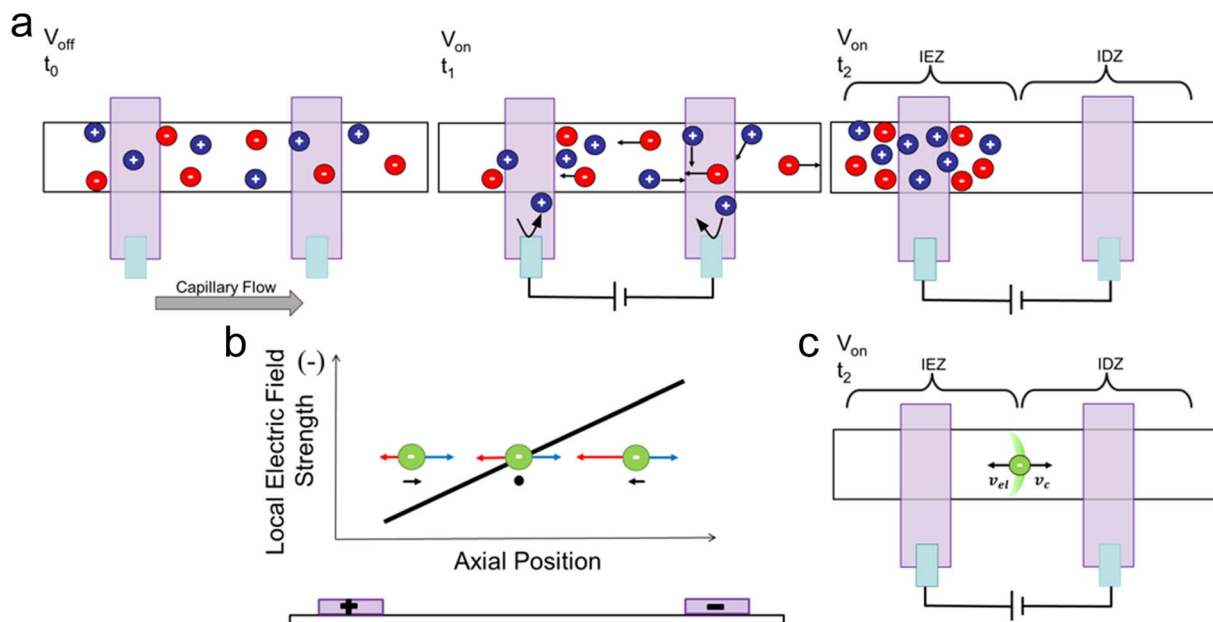 a
V_off
t_0
V_on
t_1
V_on
t_2
IEZ
IDZ
Capillary Flow
b
(-)
Local Electric Field
Strength
Axial Position
+
-
c
V_on
t_2
IEZ
IDZ
v_el
v_c